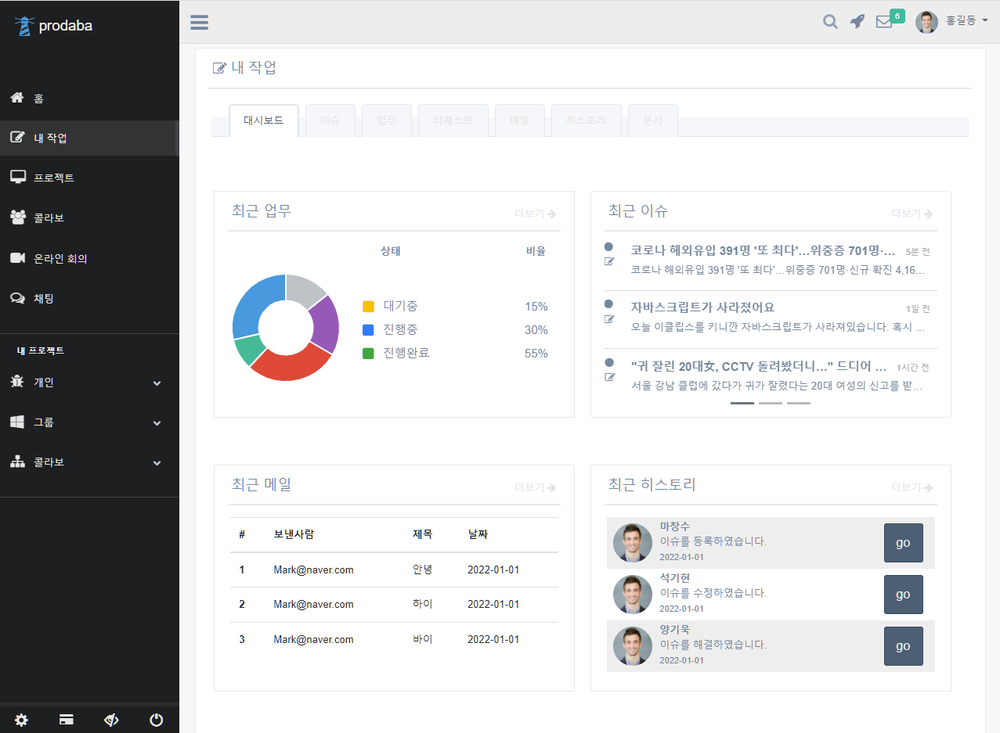 prodaba
6
홍길동
홈
내 작업
프로젝트
콜라보
온라인 회의
채팅
내 프로젝트
개인
그룹
콜라보
내 작업
대시보드
이슈
업무
리퀘스트
메일
히스토리
문서
최근 업무
더보기
상태 비율
대기중 15%
진행중 30%
진행완료 55%
최근 이슈
더보기
코로나 해외유입 391명 '또 최다'…위중증 701명·… 5분 전
코로나 해외유입 391명 '또 최다'…위중증 701명·신규 확진 4,16…
자바스크립트가 사라졌어요 1일 전
오늘 이클립스를 키니깐 자바스크립트가 사라져있습니다. 혹시 …
"귀 잘린 20대女, CCTV 돌려봤더니…" 드디어 … 1시간 전
서울 강남 클럽에 갔다가 귀가 잘렸다는 20대 여성의 신고를 받…
최근 메일
더보기
# 보낸사람 제목 날짜
1 Mark@naver.com 안녕 2022-01-01
2 Mark@naver.com 하이 2022-01-01
3 Mark@naver.com 바이 2022-01-01
최근 히스토리
더보기
마창수
이슈를 등록하였습니다.
2022-01-01
go
석기현
이슈를 수정하였습니다.
2022-01-01
go
양기욱
이슈를 해결하였습니다.
2022-01-01
go